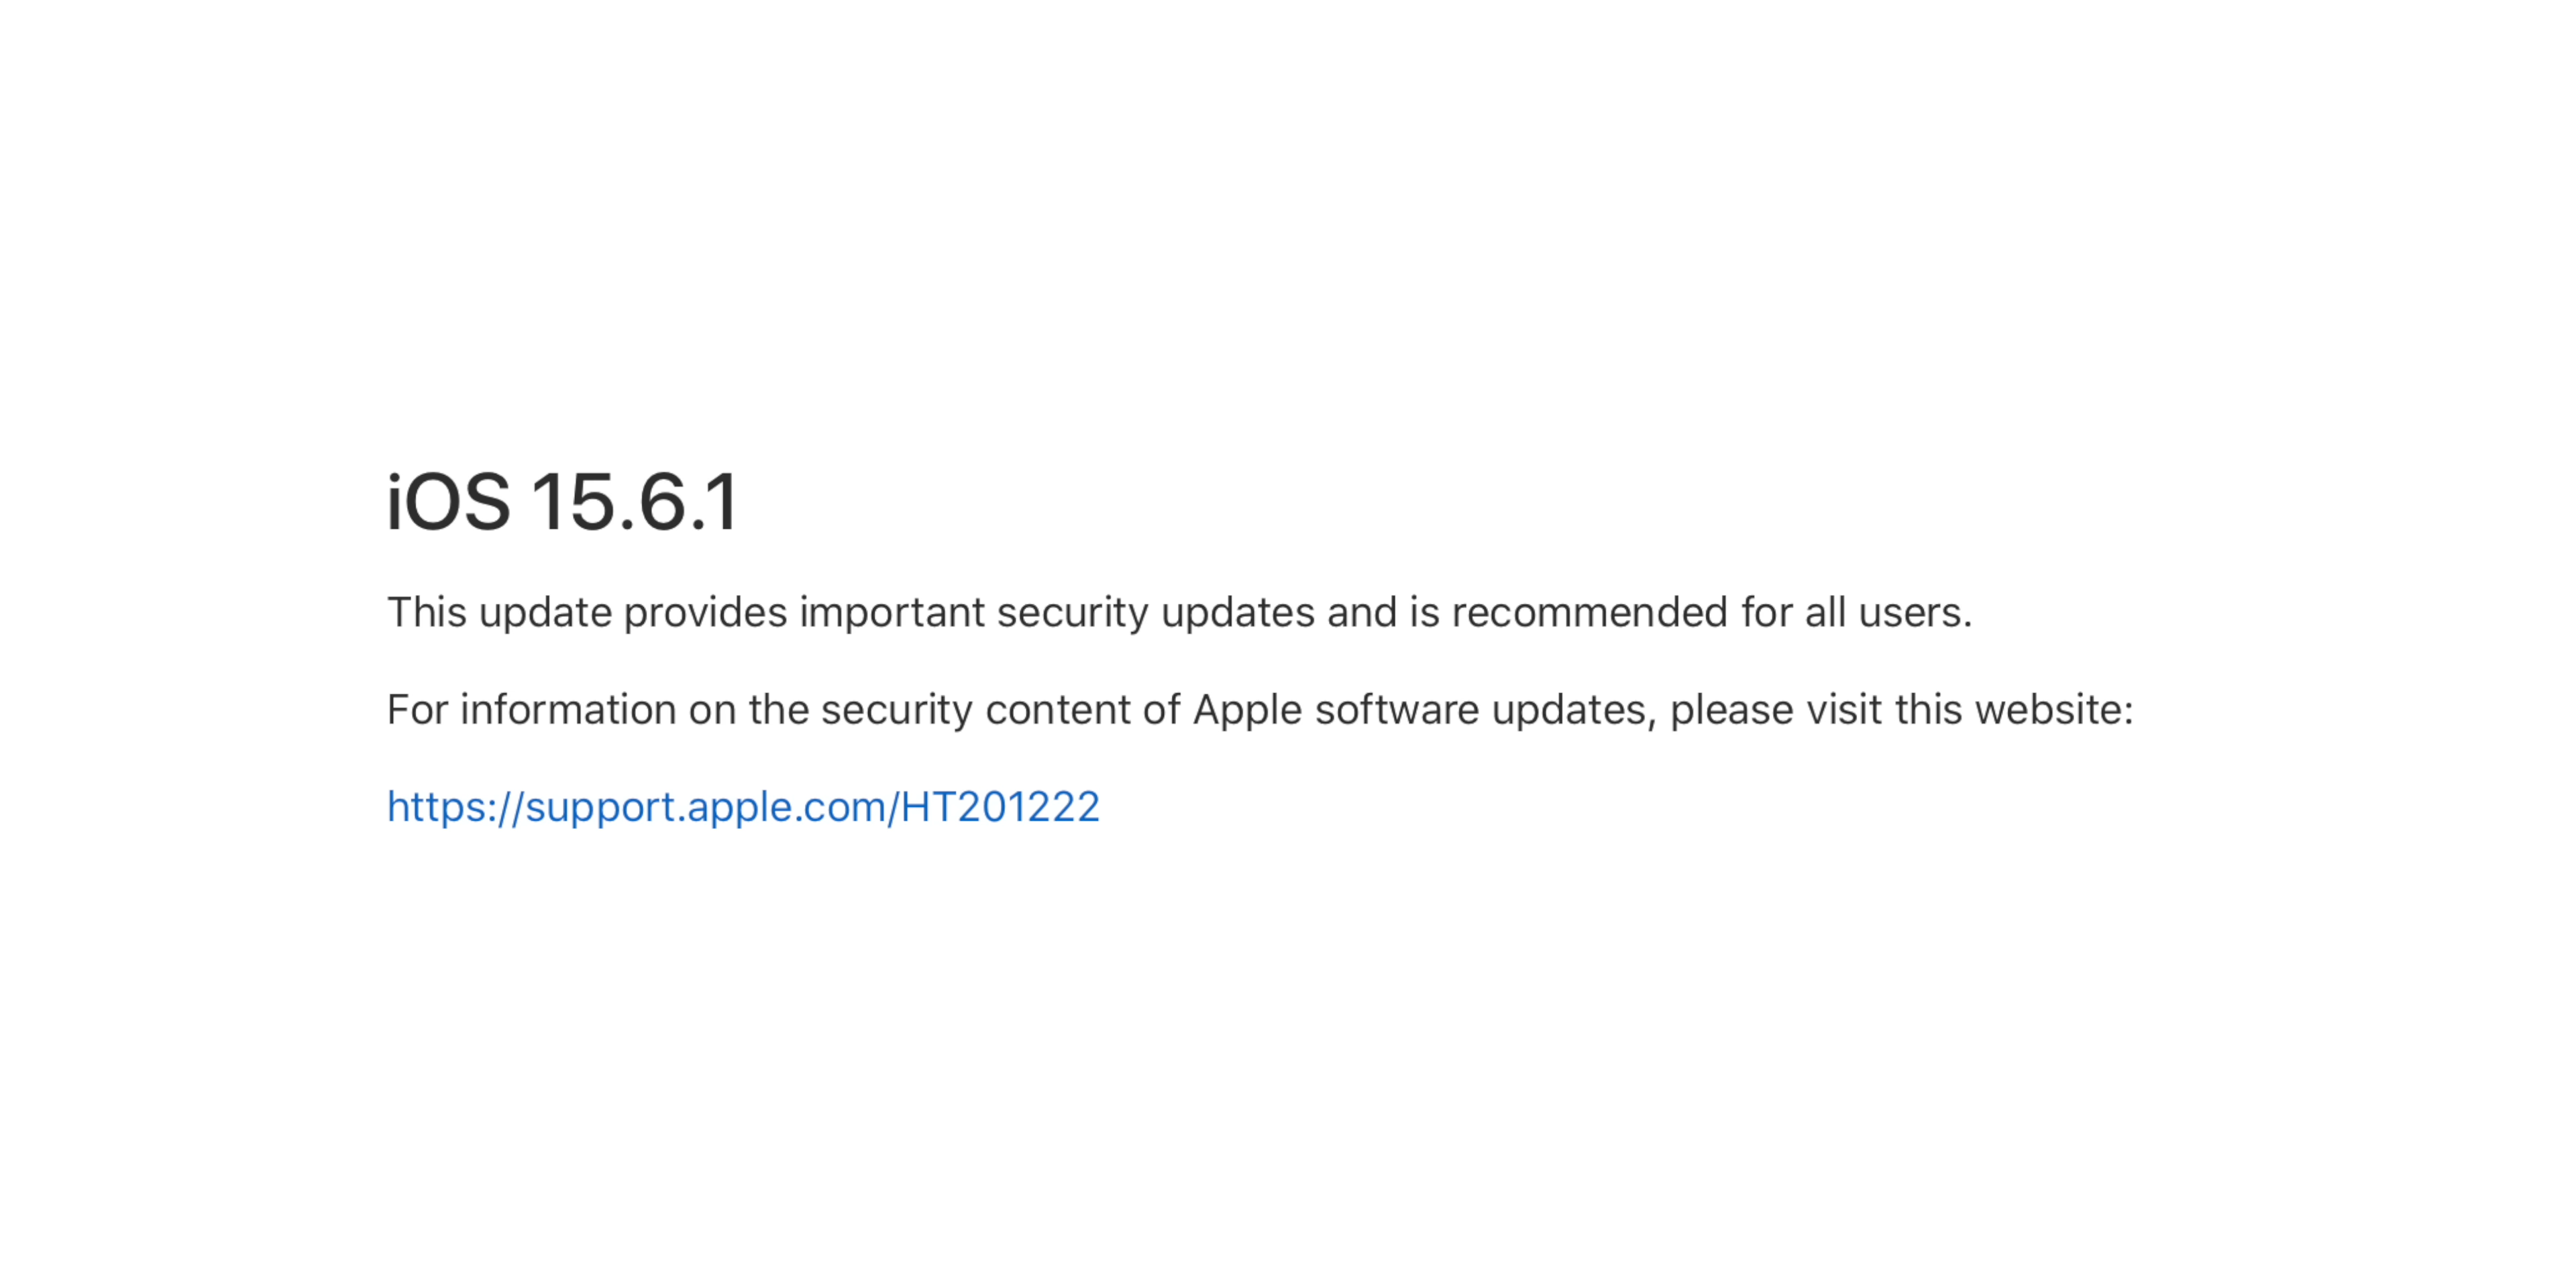 iOS 15.6.1
This update provides important security updates and is recommended for all users.
For information on the security content of Apple software updates, please visit this website:
https://support.apple.com/HT201222